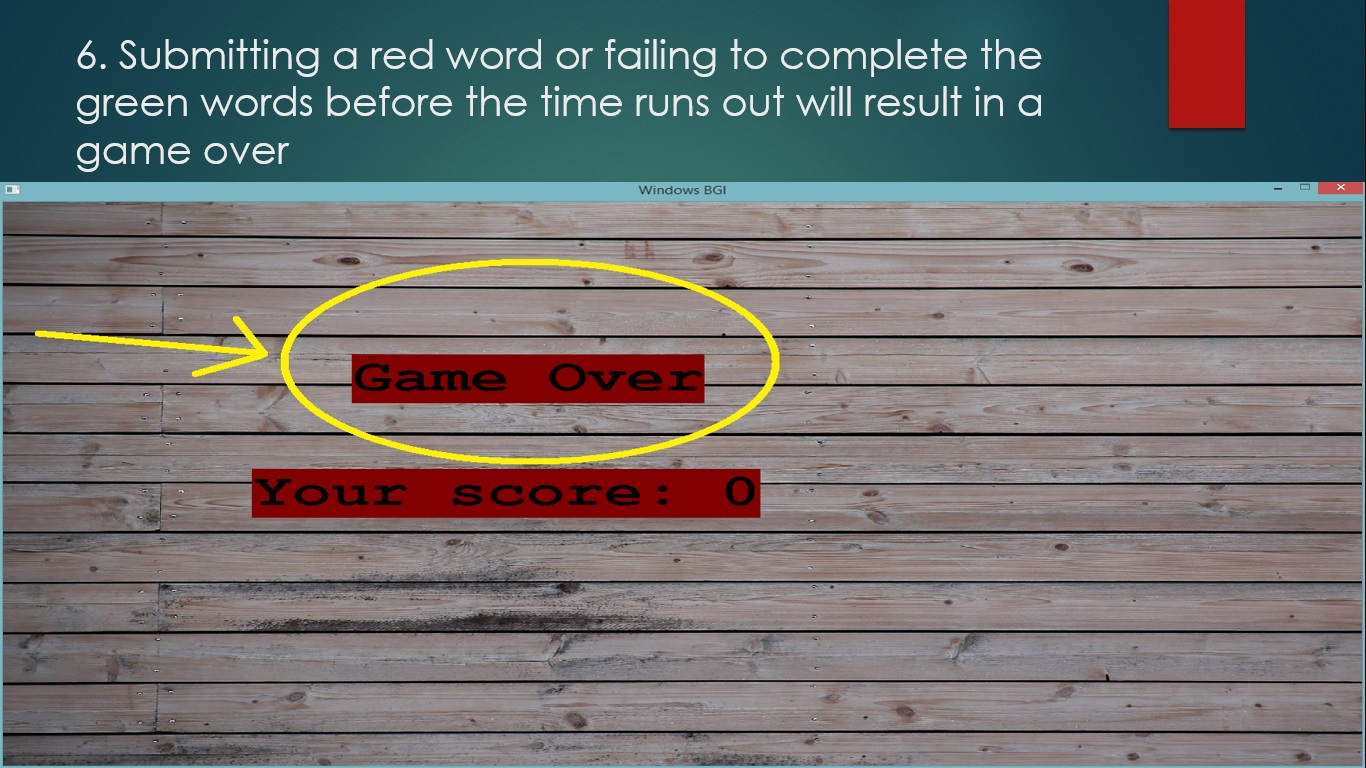 6. Submitting a red word or failing to complete the
green words before the time runs out will result in a
game over
Windows BGI
Game Over
Your score: 0